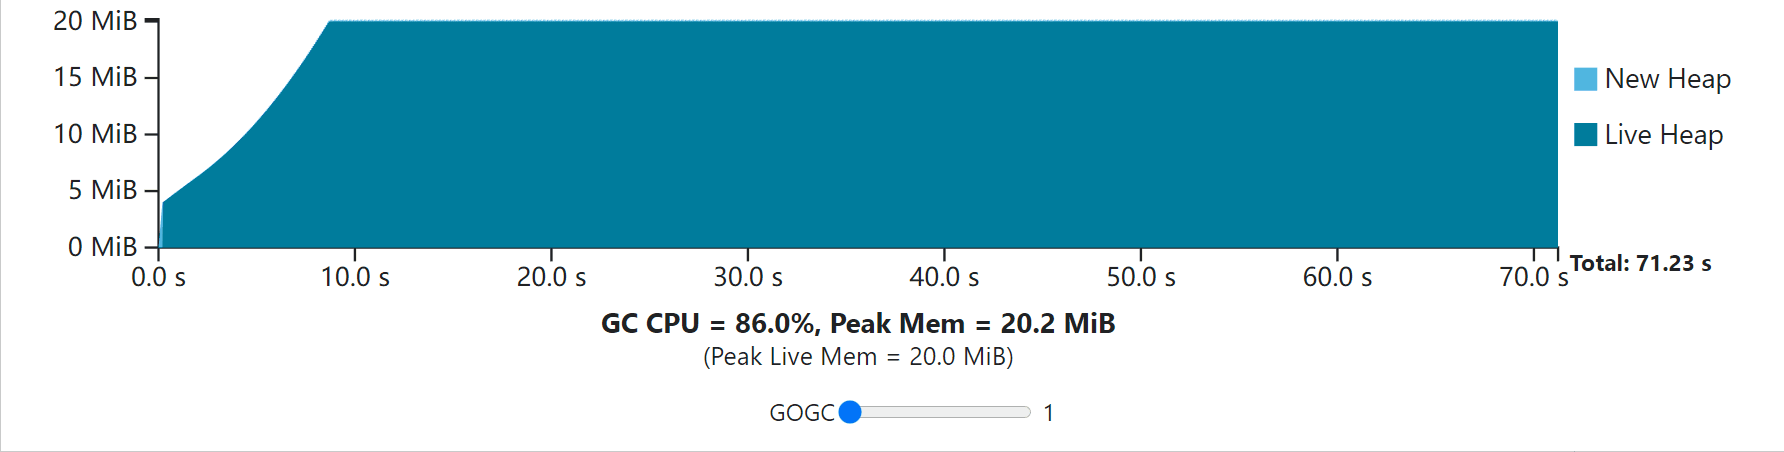 20 MiB
15 MiB
10 MiB
5 MiB
0 MiB
0.0 s 10.0 s 20.0 s 30.0 s 40.0 s 50.0 s 60.0 s 70.0 s
Total: 71.23 s
New Heap
Live Heap
GC CPU = 86.0%, Peak Mem = 20.2 MiB
(Peak Live Mem = 20.0 MiB)
GOGC 1